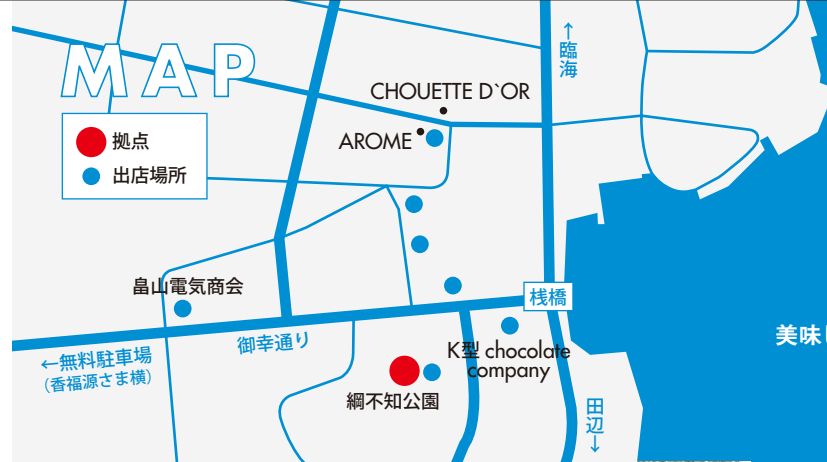 MAP
拠点
出店場所
↑臨海
CHOUETTE D`OR
AROME
畠山電気商会
桟橋
←無料駐車場
（香福源さま横）
御幸通り
K型 chocolate
company
綱不知公園
田辺↓
美味